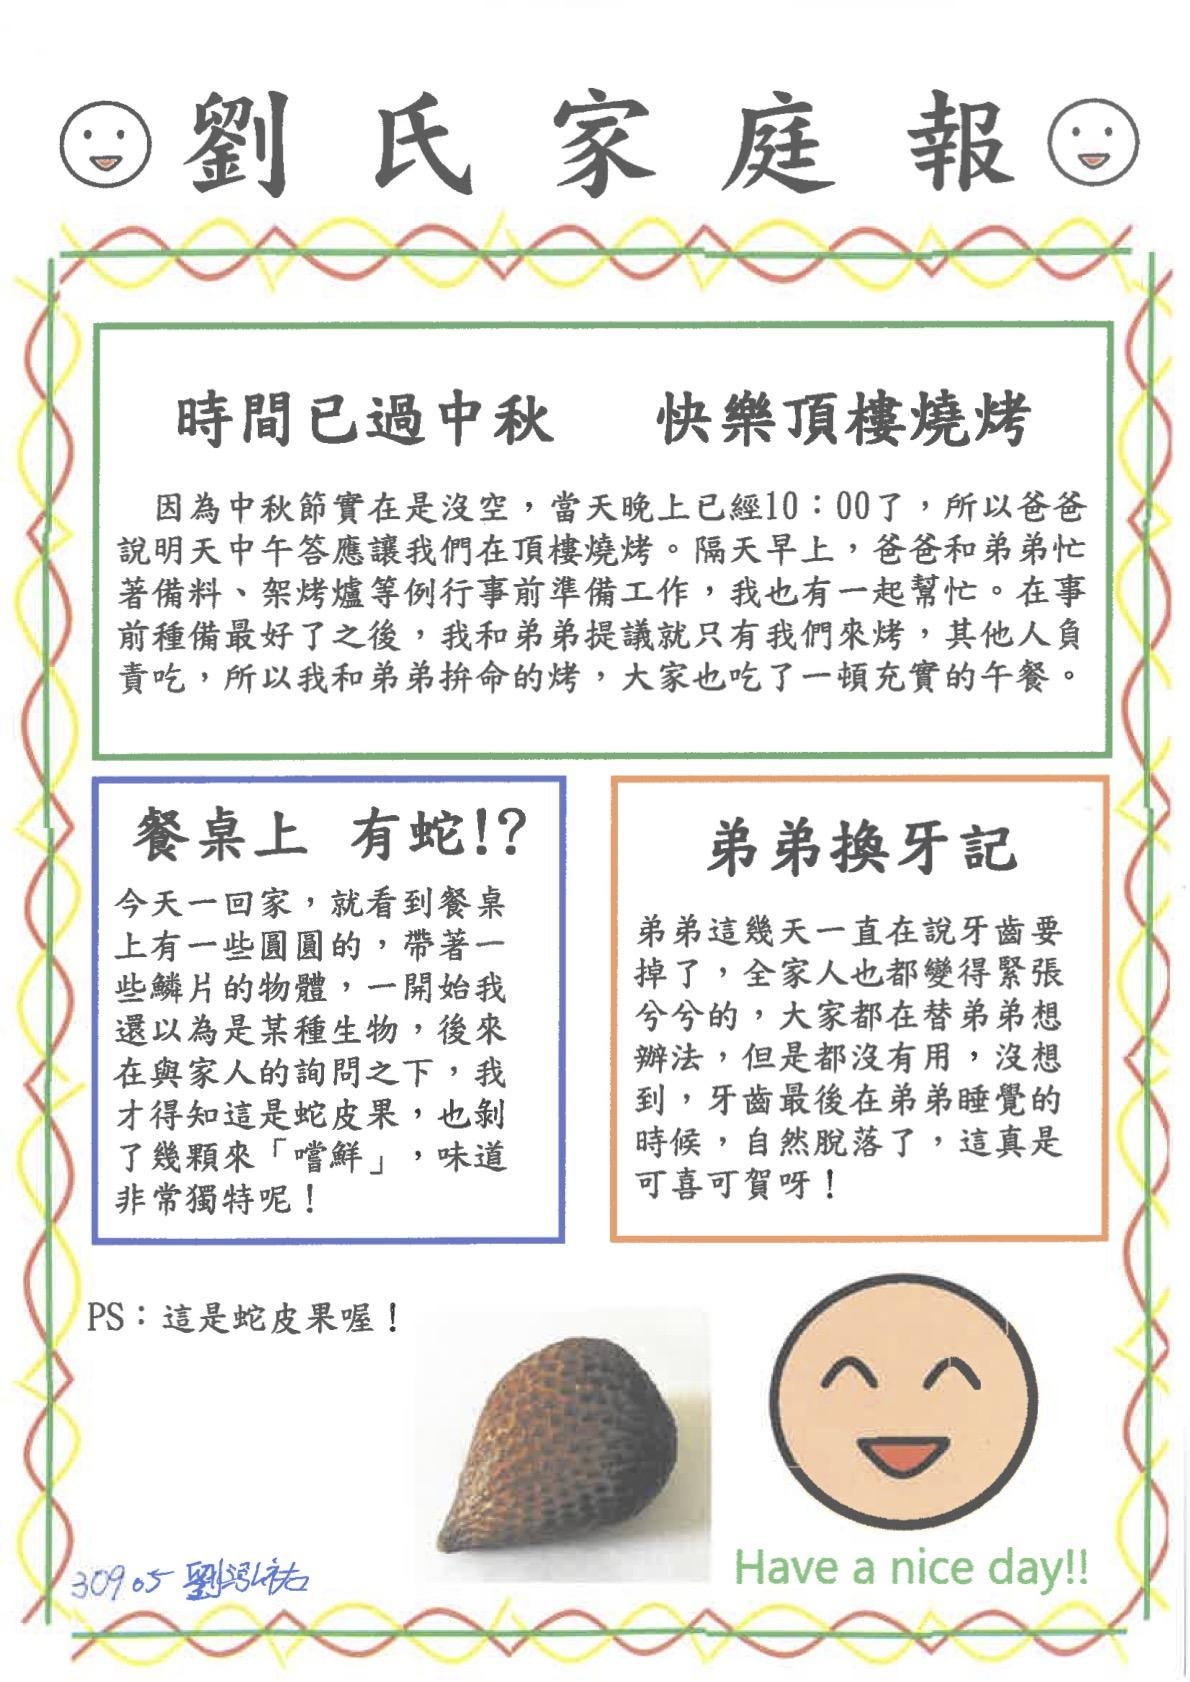 劉氏家庭報
時間已過中秋 快樂頂樓燒烤
因為中秋節實在是沒空，當天晚上已經10：00了，所以爸爸
說明天中午答應讓我們在頂樓燒烤。隔天早上，爸爸和弟弟忙
著備料、架烤爐等例行事前準備工作，我也有一起幫忙。在事
前種備最好了之後，我和弟弟提議就只有我們來烤，其他人負
責吃，所以我和弟弟拚命的烤，大家也吃了一頓充實的午餐。
餐桌上 有蛇!?
今天一回家，就看到餐桌
上有一些圓圓的，帶著一
些鱗片的物體，一開始我
還以為是某種生物，後來
在與家人的詢問之下，我
才得知這是蛇皮果，也剝
了幾顆來「嚐鮮」，味道
非常獨特呢！
弟弟換牙記
弟弟這幾天一直在說牙齒要
掉了，全家人也都變得緊張
兮兮的，大家都在替弟弟想
辦法，但是都沒有用，沒想
到，牙齒最後在弟弟睡覺的
時候，自然脫落了，這真是
可喜可賀呀！
PS：這是蛇皮果喔！
Have a nice day!!
30905 劉泓祐